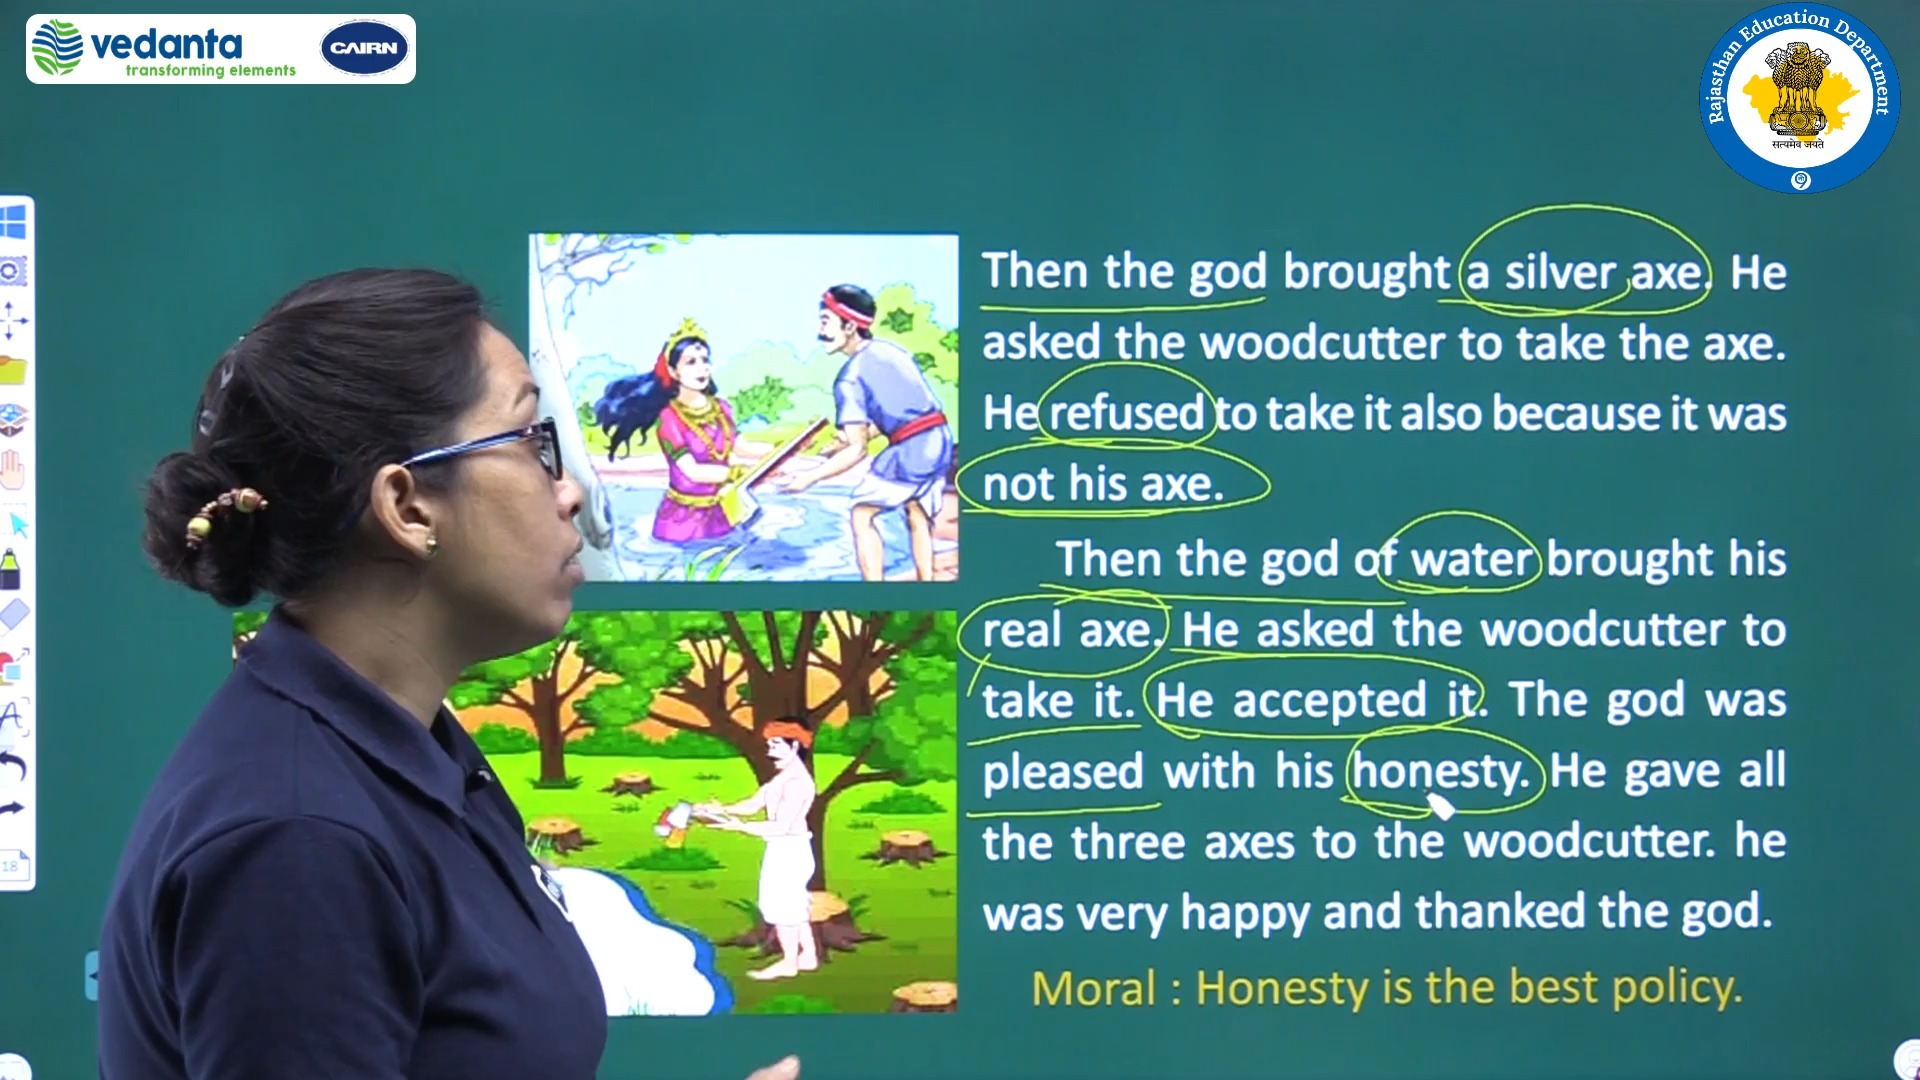 vedanta
transforming elements
CAIRN
Rajasthan Education Department
सत्यमेव जयते
Then the god brought a silver axe. He
asked the woodcutter to take the axe.
He refused to take it also because it was
not his axe.
Then the god of water brought his
real axe. He asked the woodcutter to
take it. He accepted it. The god was
pleased with his honesty. He gave all
the three axes to the woodcutter. he
was very happy and thanked the god.
Moral : Honesty is the best policy.
18